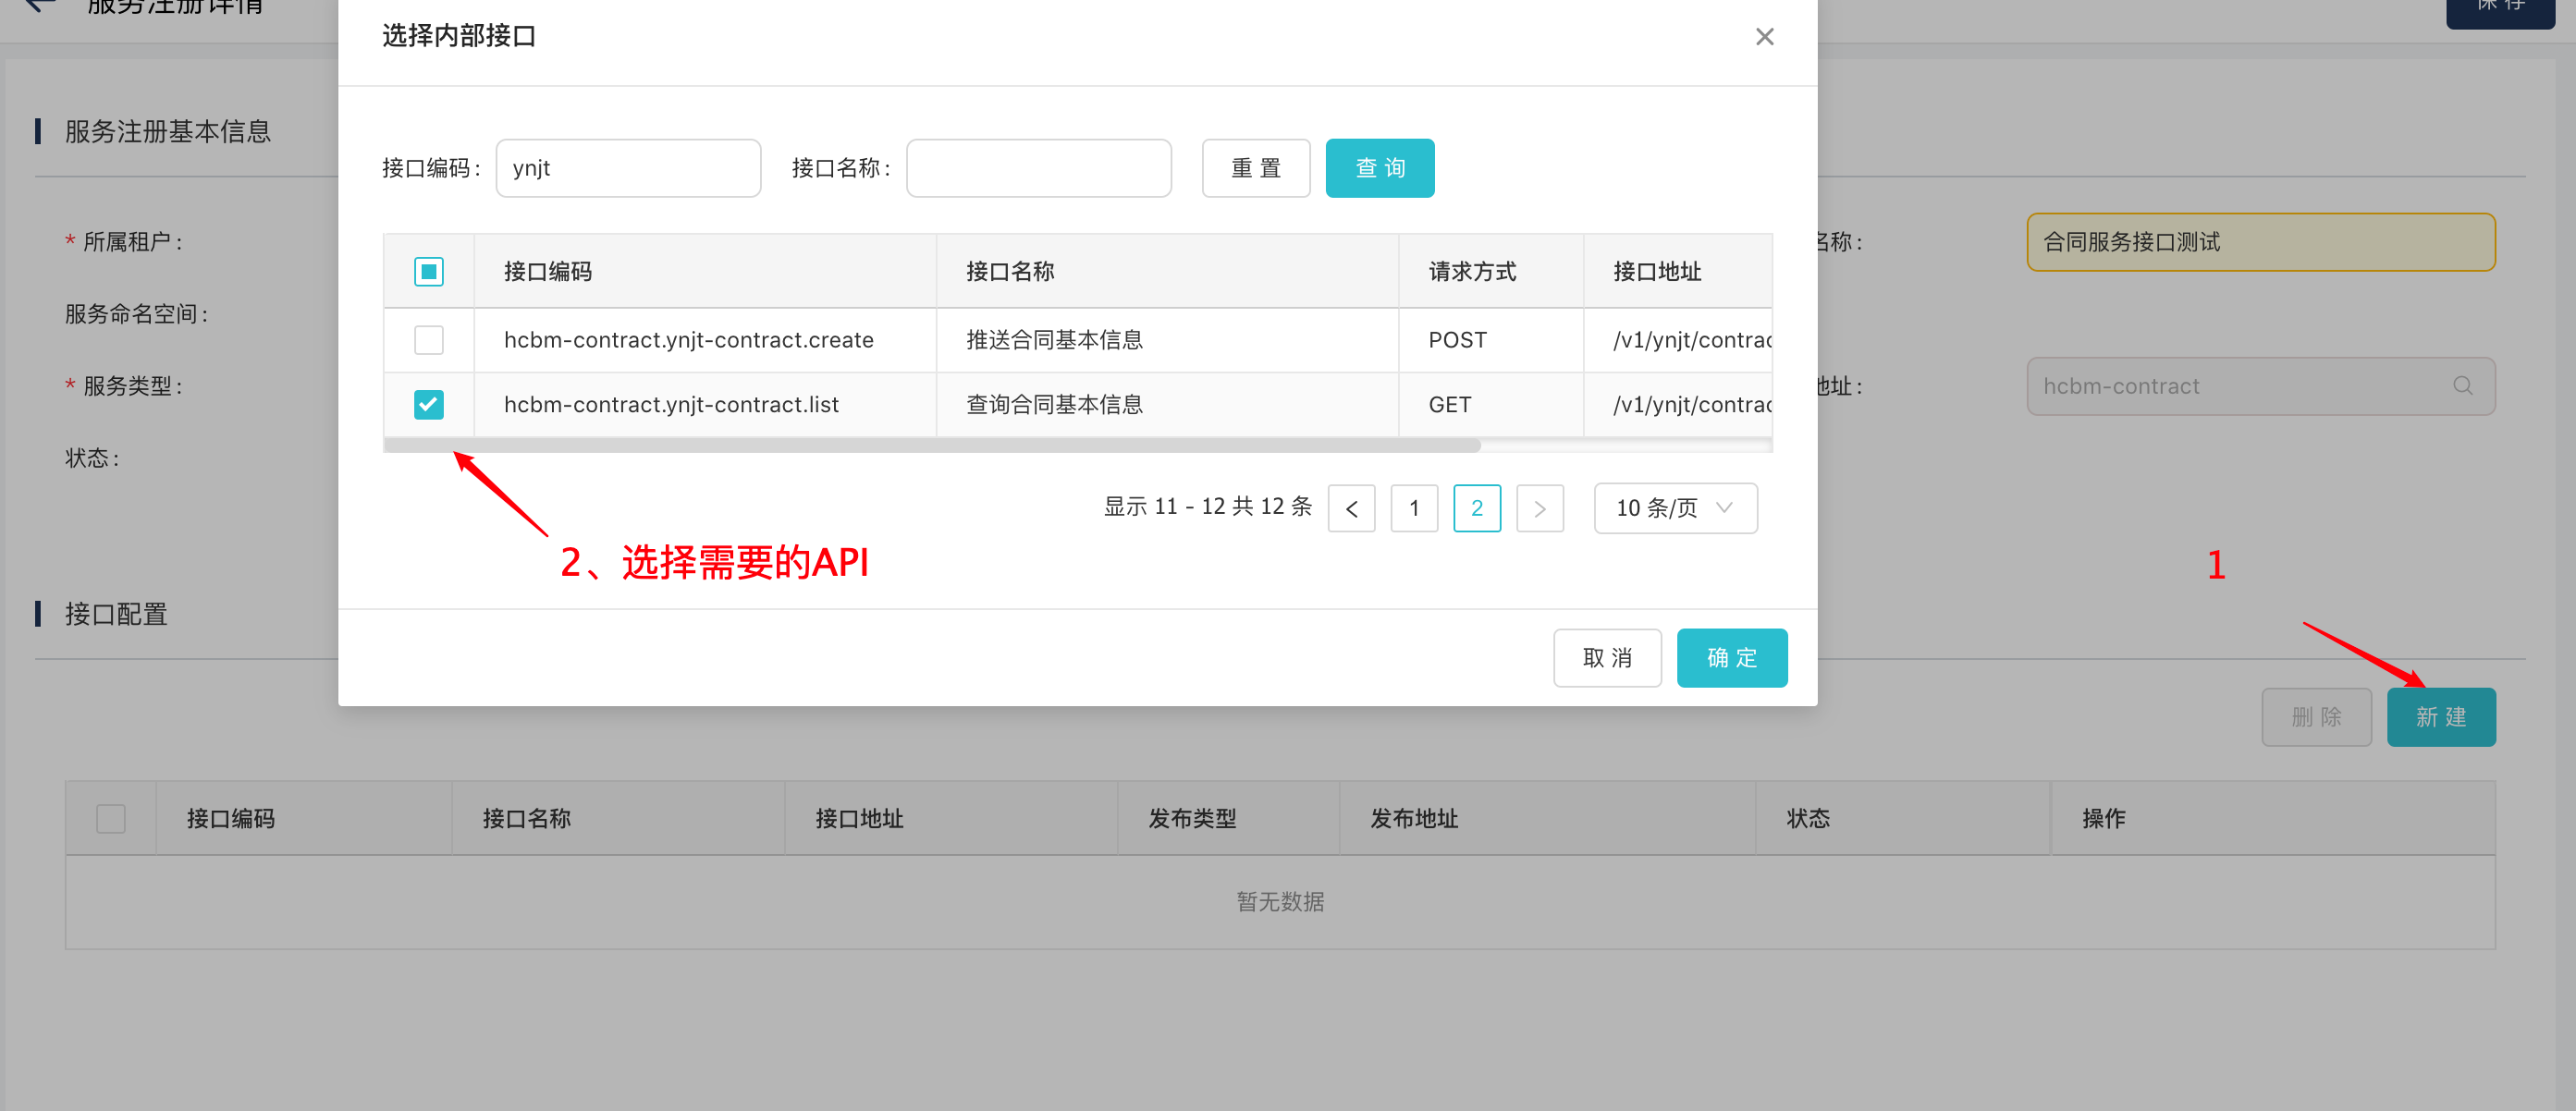 服务注册详情
保 存
选择内部接口
服务注册基本信息
接口编码：
ynjt
接口名称：
重 置
查 询
* 所属租户：
名称：
合同服务接口测试
接口编码
接口名称
请求方式
接口地址
服务命名空间：
hcbm-contract.ynjt-contract.create
推送合同基本信息
POST
/v1/ynjt/contrac
* 服务类型：
地址：
hcbm-contract
hcbm-contract.ynjt-contract.list
查询合同基本信息
GET
/v1/ynjt/contrac
状态：
显示 11 - 12 共 12 条
<
1
2
>
10 条/页
2、选择需要的API
1
接口配置
取 消
确 定
删 除
新 建
接口编码
接口名称
接口地址
发布类型
发布地址
状态
操作
暂无数据